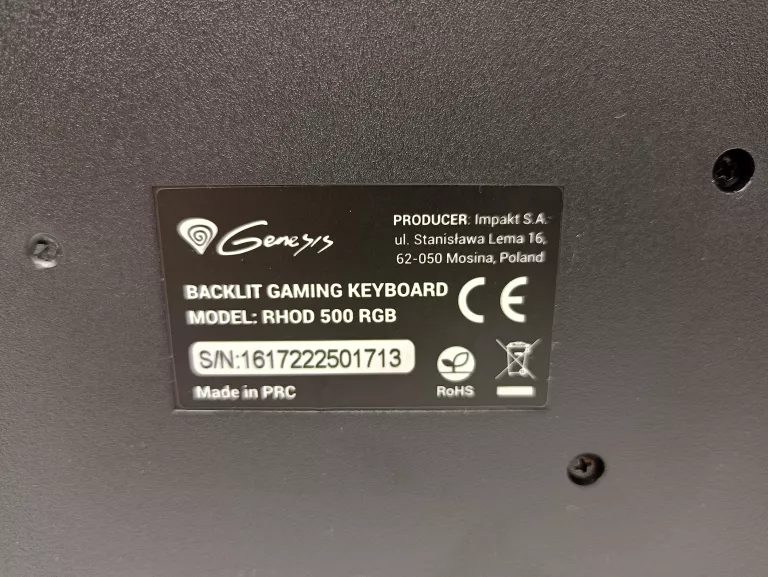 Genesis
PRODUCER: Impakt S.A.
ul. Stanisława Lema 16,
62-050 Mosina, Poland
BACKLIT GAMING KEYBOARD
MODEL: RHOD 500 RGB
CE
S/N:1617222501713
Made in PRC
RoHS